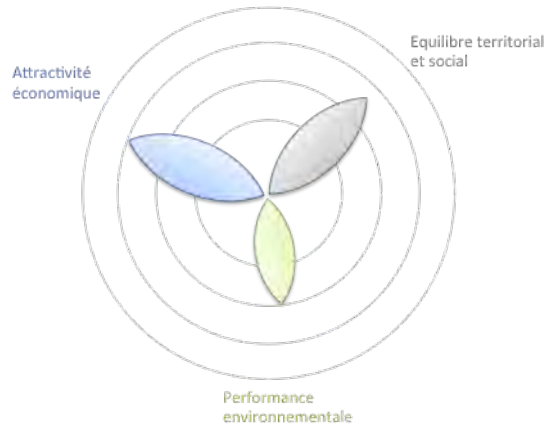 Equilibre territorial
et social
Attractivité
économique
Performance
environnementale